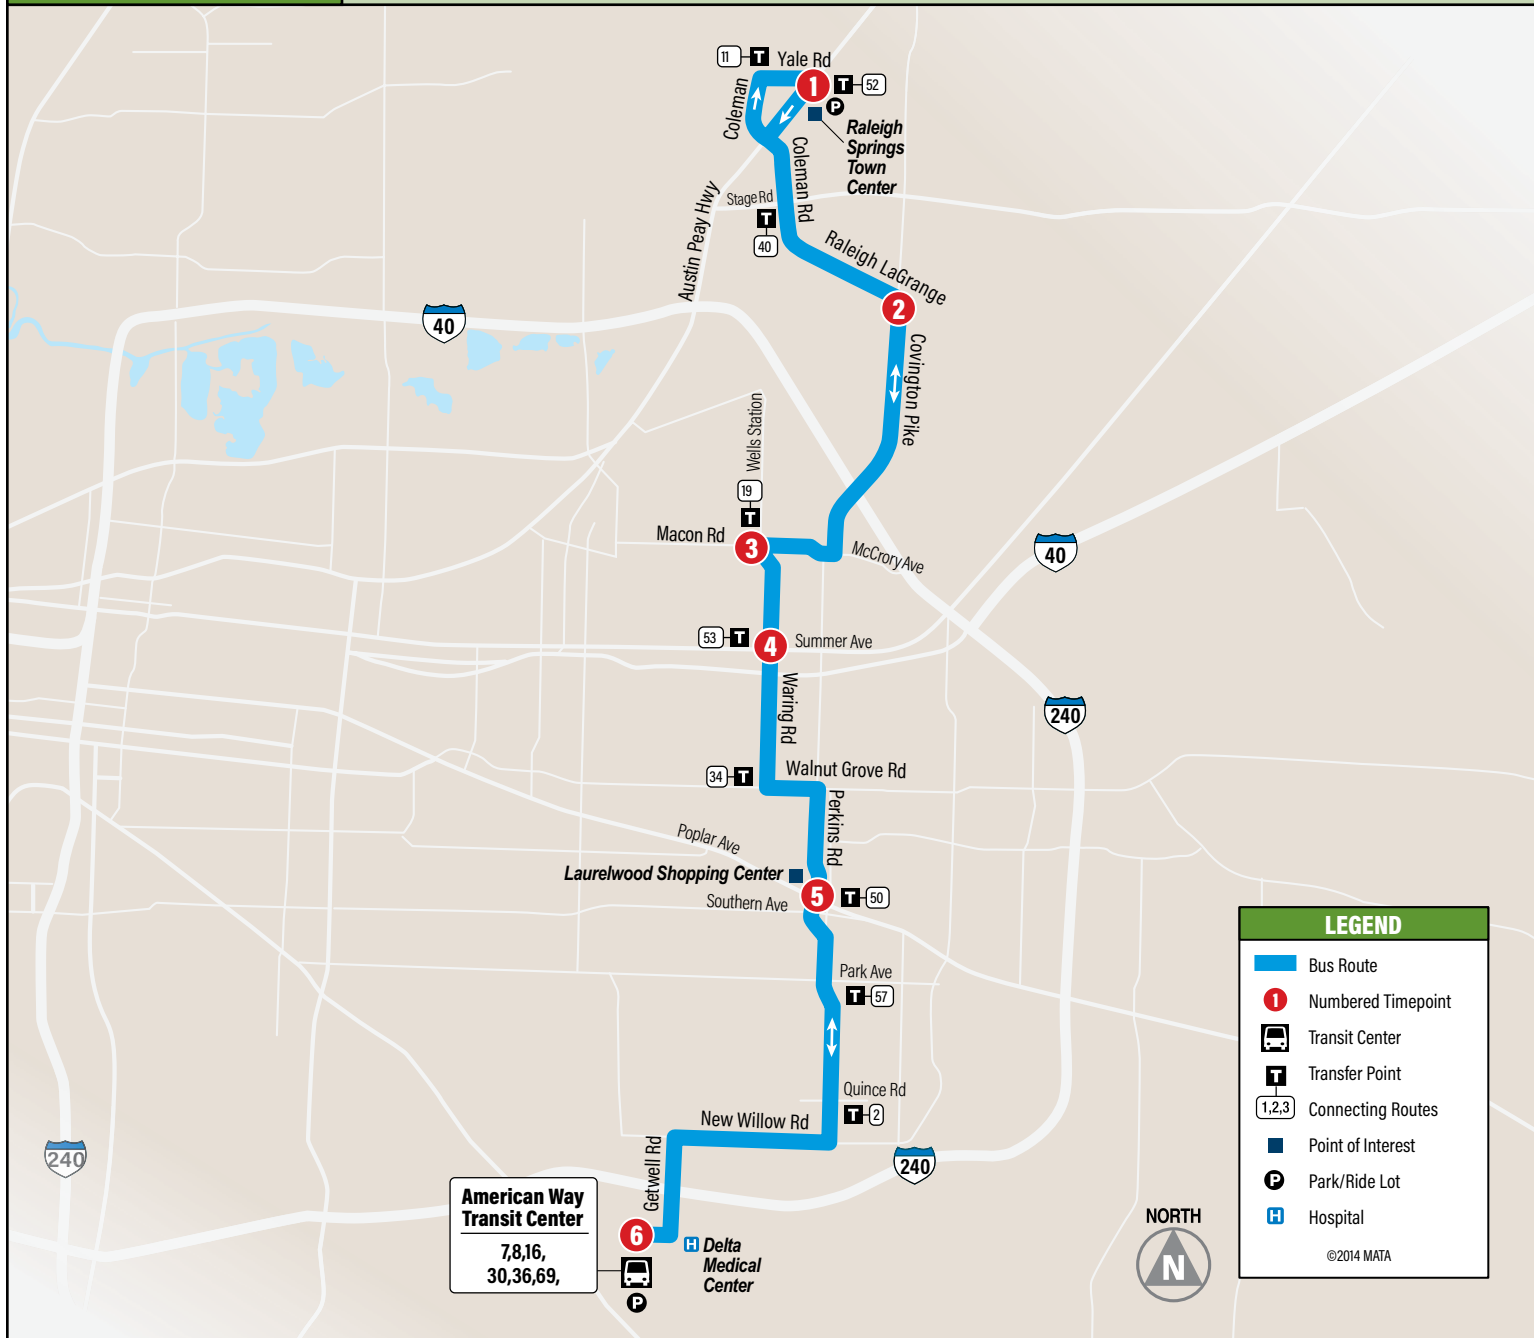 11
T
Yale Rd
1
T
52
P
Raleigh
Springs
Town
Center
Coleman
Coleman Rd
Stage Rd
T
40
Austin Peay Hwy
Raleigh LaGrange
2
40
Covington Pike
Wells Station
19
T
Macon Rd
3
McCrory Ave
40
53
T
4
Summer Ave
Waring Rd
240
34
T
Walnut Grove Rd
Perkins Rd
Poplar Ave
Laurelwood Shopping Center
5
T
50
Southern Ave
Park Ave
T
57
Quince Rd
T
2
New Willow Rd
240
240
Getwell Rd
American Way
Transit Center
7,8,16,
30,36,69,
6
P
H
Delta
Medical
Center
NORTH
N
LEGEND
Bus Route
1
Numbered Timepoint
Transit Center
T
Transfer Point
1,2,3
Connecting Routes
Point of Interest
P
Park/Ride Lot
H
Hospital
©2014 MATA